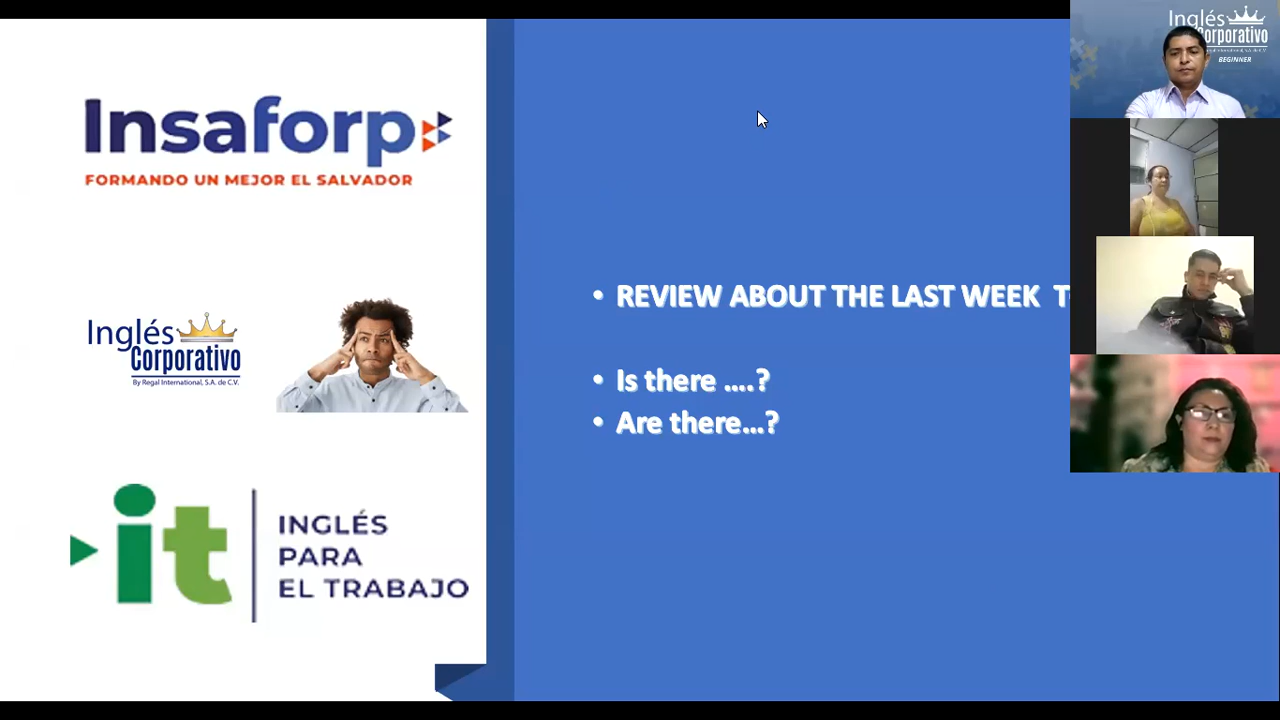 Insaforp
FORMANDO UN MEJOR EL SALVADOR
Inglés
Corporativo
By Regal International, S.A. de C.V.
it
INGLÉS
PARA
EL TRABAJO
• REVIEW ABOUT THE LAST WEEK T
• Is there ....?
• Are there...?
Inglés
Corporativo
BEGINNER